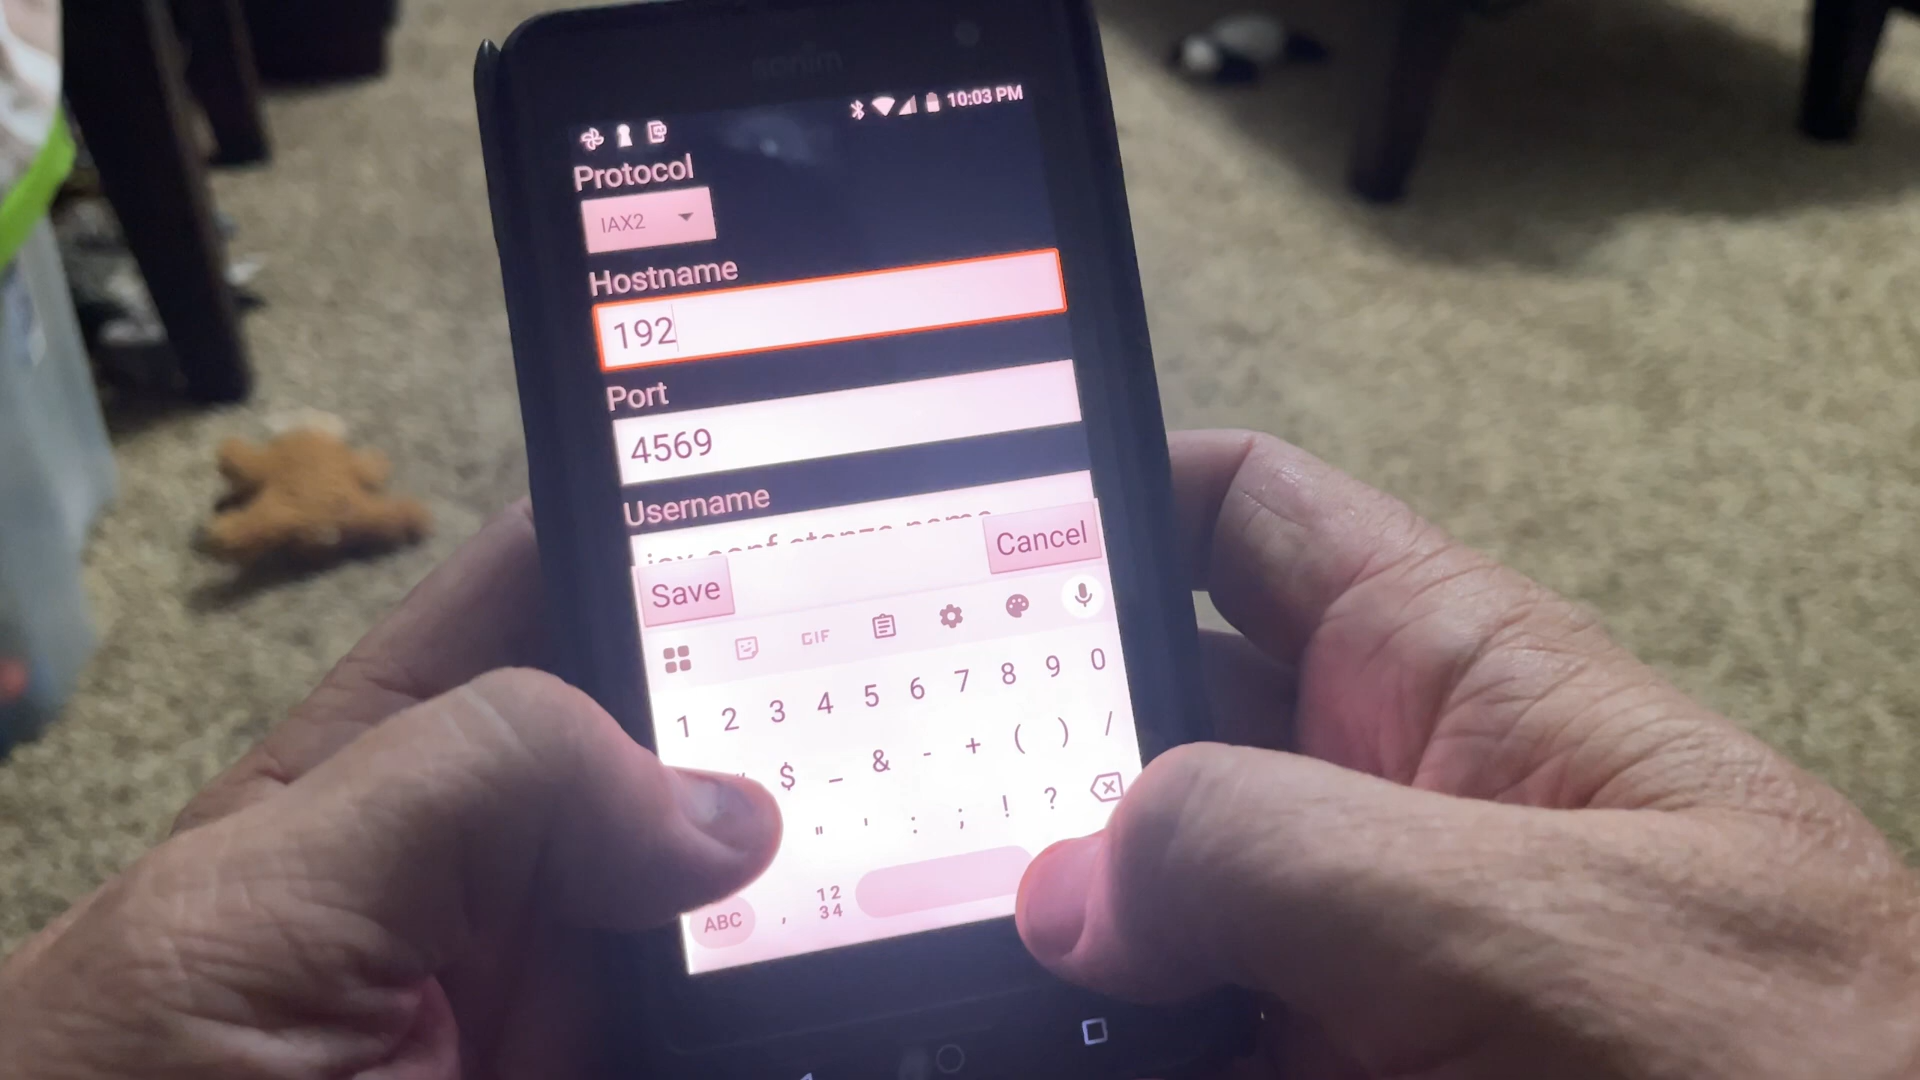 sonim
10:03 PM
Protocol
IAX2
Hostname
192
Port
4569
Username
Save
Cancel
GIF
1 2 3 4 5 6 7 8 9 0
$ _ & - + ( ) /
" ' : ; ! ?
ABC , 12 34